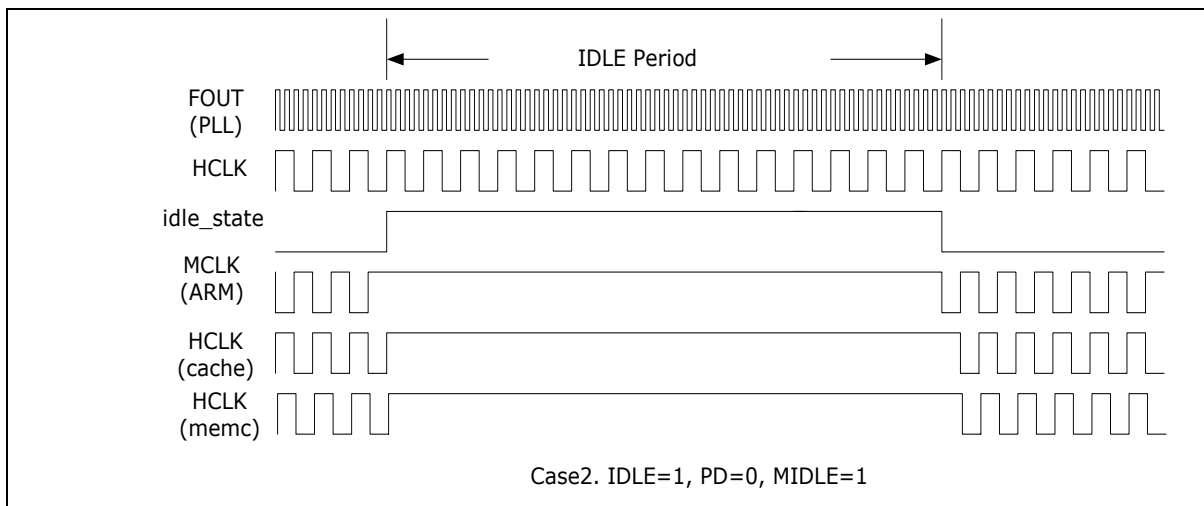 IDLE Period
FOUT
(PLL)
HCLK
idle_state
MCLK
(ARM)
HCLK
(cache)
HCLK
(memc)
Case2. IDLE=1, PD=0, MIDLE=1